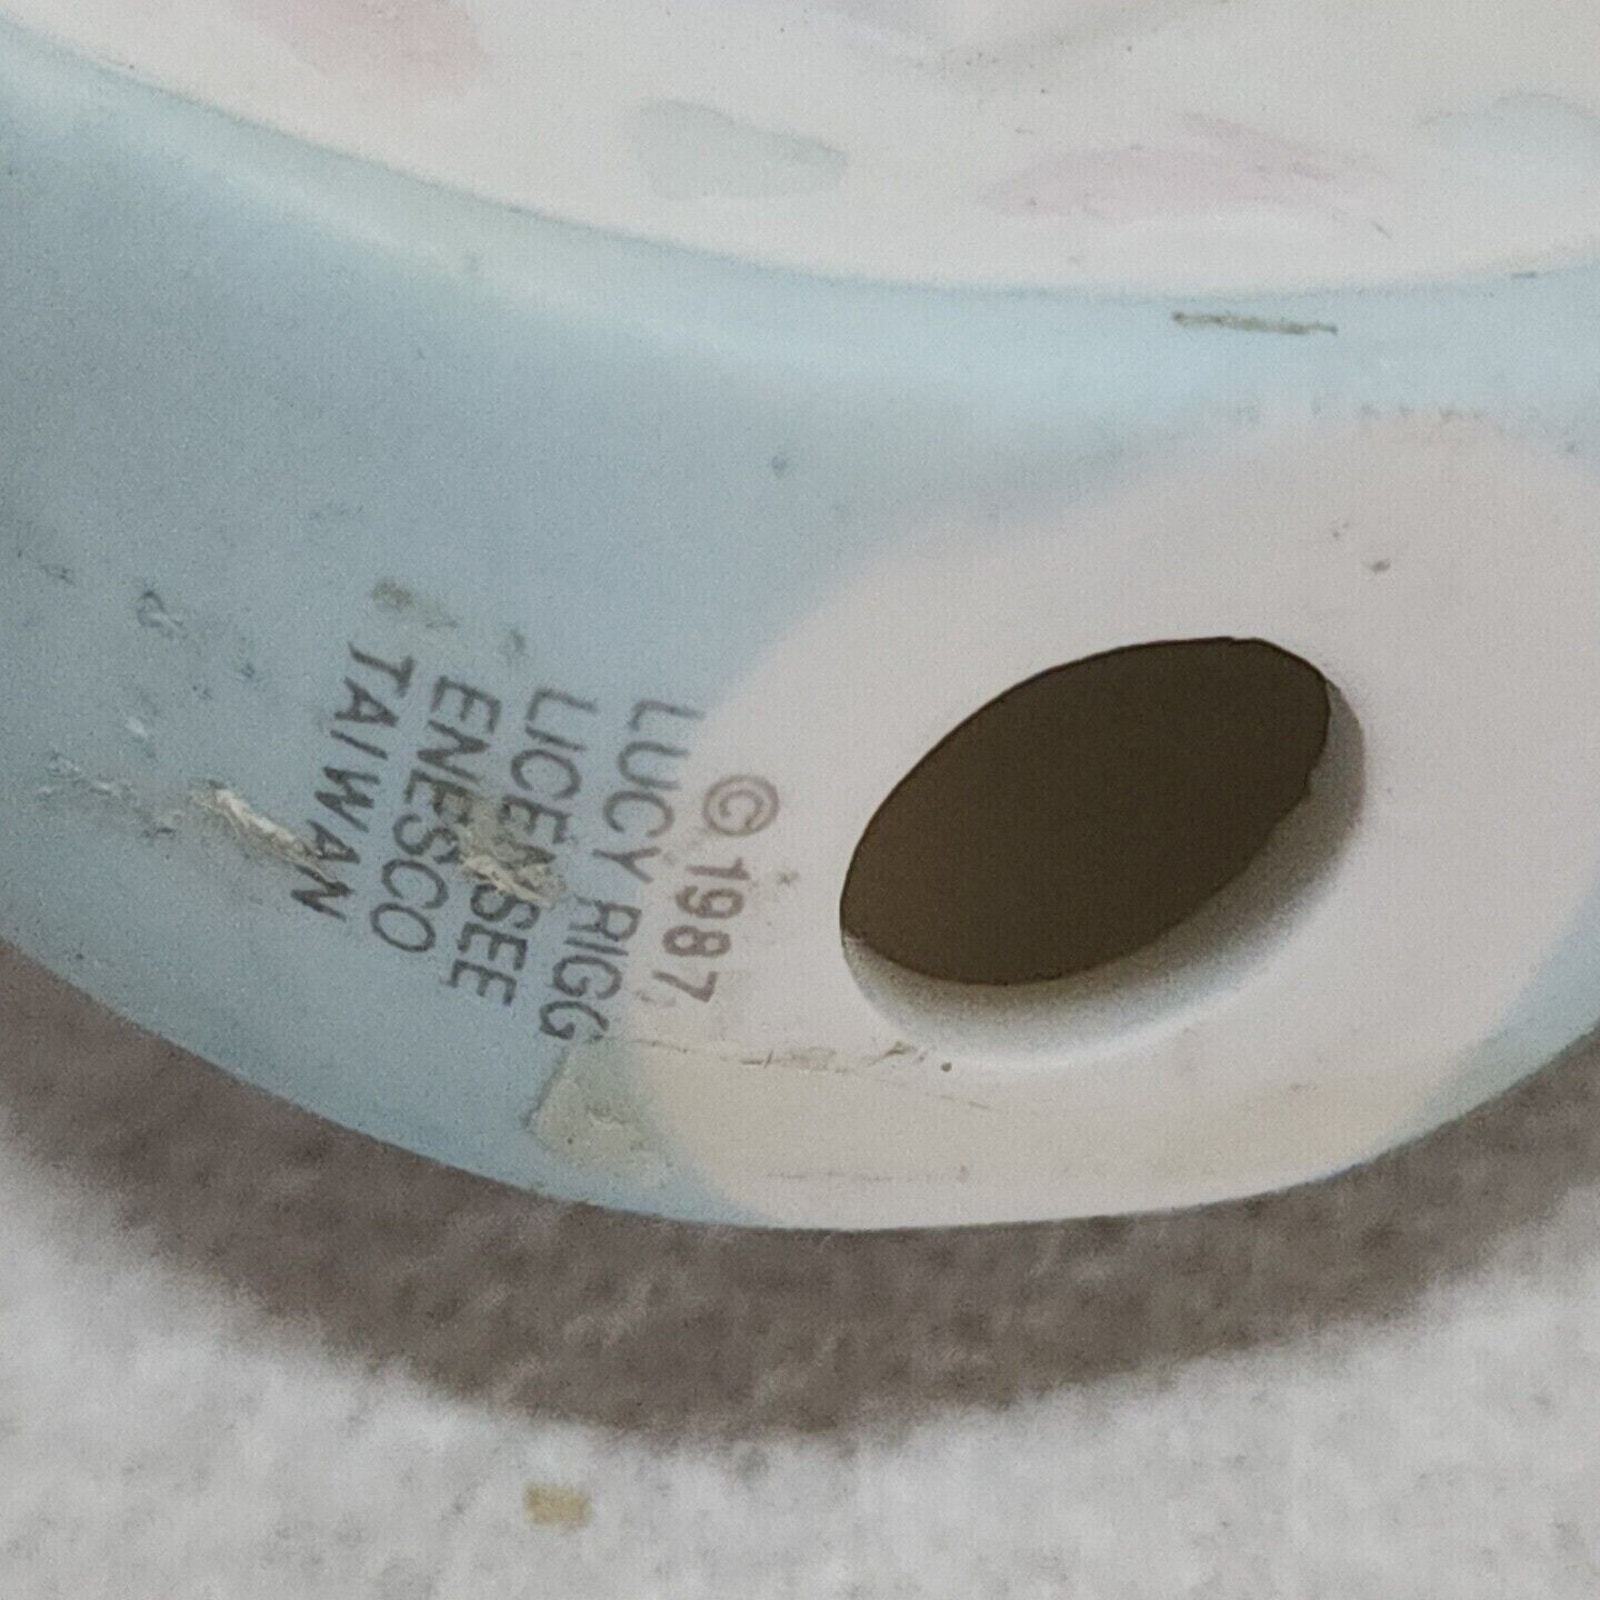 ©1987
LUCY RIGG
LICENSEE
ENESCO
TAIWAN